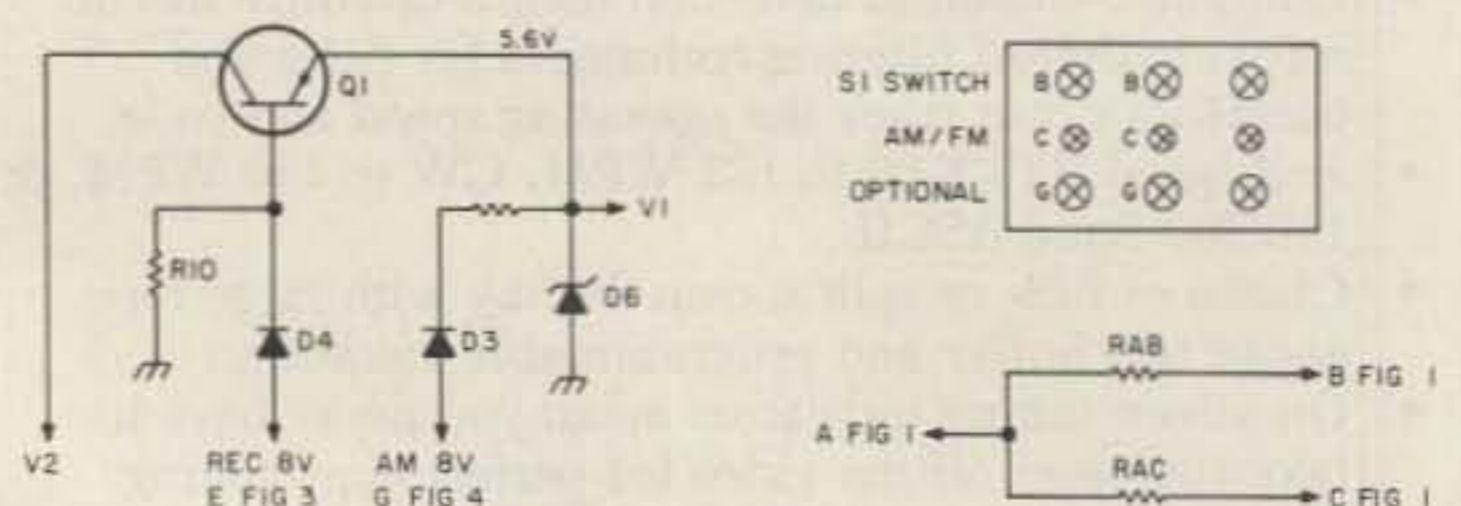 5.6V
Q1
S1 SWITCH B B
AM/FM C C
OPTIONAL G G
V1
R10
D6
D4
D3
RAB
B FIG 1
A FIG 1
RAC
C FIG 1
V2
REC 8V
E FIG 3
AM 8V
G FIG 4